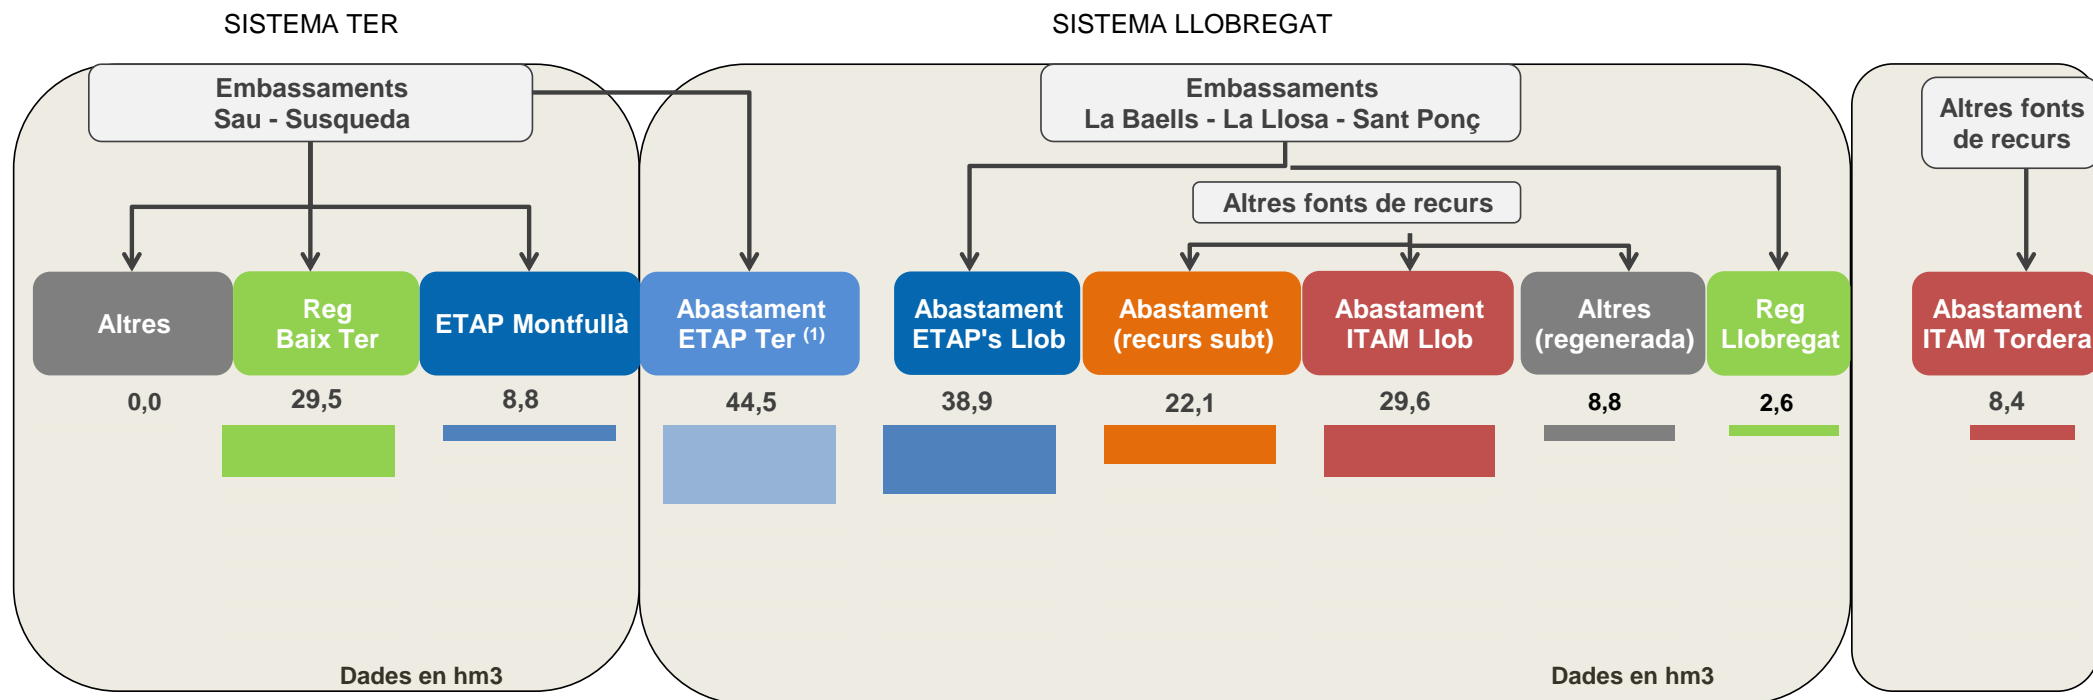 SISTEMA TER
SISTEMA LLOBREGAT
Embassaments
Sau - Susqueda
Embassaments
La Baells - La Llosa - Sant Ponç
Altres fonts
de recurs
Altres fonts de recurs
Altres
Reg
Baix Ter
ETAP Montfullà
Abastament
ETAP Ter (1)
Abastament
ETAP's Llob
Abastament
(recurs subt)
Abastament
ITAM Llob
Altres
(regenerada)
Reg
Llobregat
Abastament
ITAM Tordera
0,0
29,5
8,8
44,5
38,9
22,1
29,6
8,8
2,6
8,4
Dades en hm3
Dades en hm3